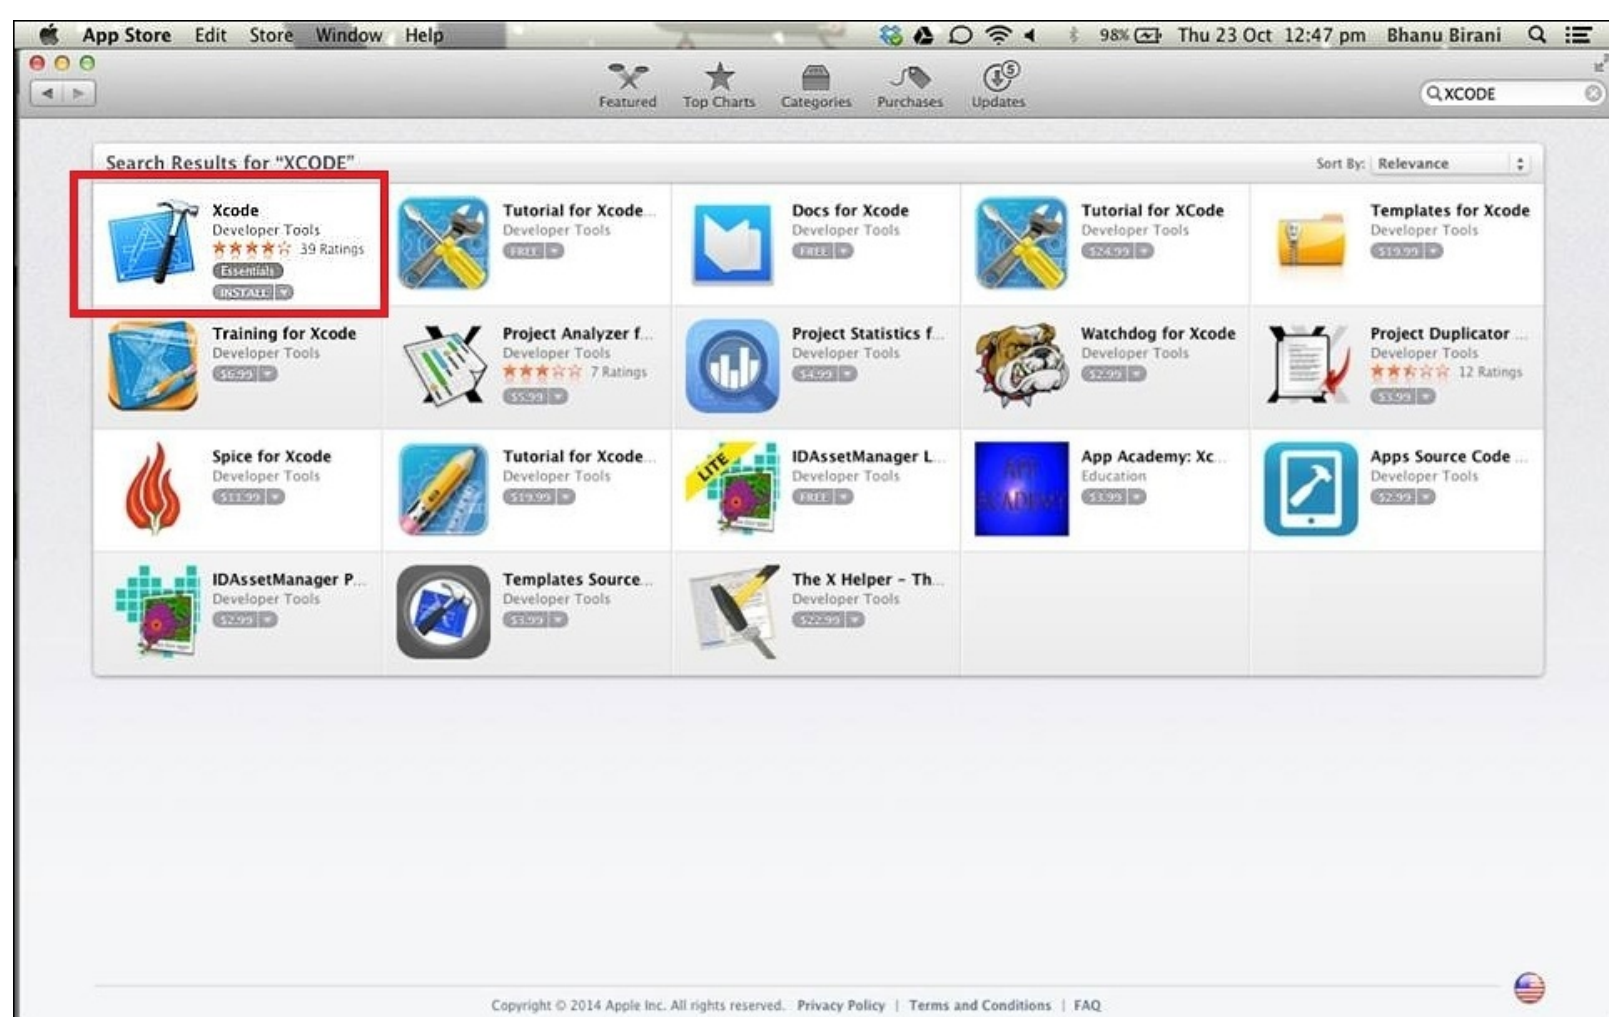 App Store Edit Store Window Help 98% Thu 23 Oct 12:47 pm Bhanu Birani
Featured Top Charts Categories Purchases Updates 5
XCODE
Search Results for “XCODE” Sort By: Relevance
Xcode
Developer Tools
39 Ratings
Essentials
INSTALL
Tutorial for Xcode...
Developer Tools
FREE
Docs for Xcode
Developer Tools
FREE
Tutorial for XCode
Developer Tools
$24.99
Templates for Xcode
Developer Tools
$19.99
Training for Xcode
Developer Tools
$6.99
Project Analyzer f...
Developer Tools
7 Ratings
$5.99
Project Statistics f...
Developer Tools
$4.99
Watchdog for Xcode
Developer Tools
$2.99
Project Duplicator ...
Developer Tools
12 Ratings
$3.99
Spice for Xcode
Developer Tools
$11.99
Tutorial for Xcode...
Developer Tools
$19.99
LITE
IDAssetManager L...
Developer Tools
FREE
APP
ACADEMY
App Academy: Xc...
Education
$3.99
Apps Source Code ...
Developer Tools
$2.99
IDAssetManager P...
Developer Tools
$2.99
Templates Source...
Developer Tools
$3.99
The X Helper - Th...
Developer Tools
$22.99
Copyright © 2014 Apple Inc. All rights reserved. Privacy Policy | Terms and Conditions | FAQ